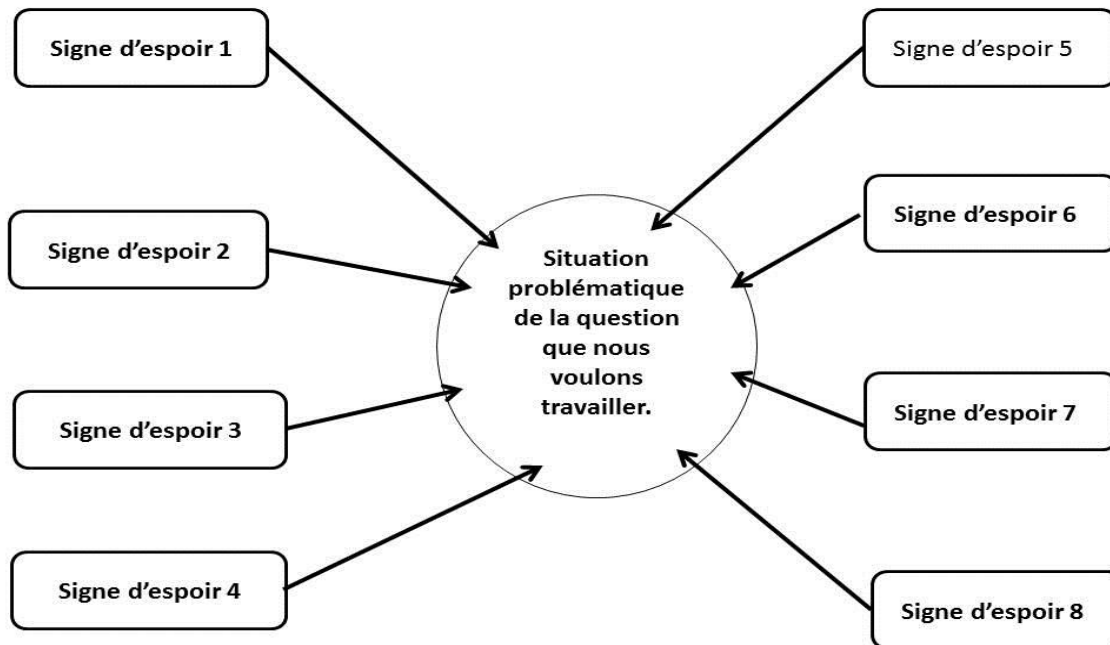 Signe d’espoir 1
Signe d’espoir 2
Signe d’espoir 3
Signe d’espoir 4
Situation
problématique
de la question
que nous
voulons
travailler.
Signe d’espoir 5
Signe d’espoir 6
Signe d’espoir 7
Signe d’espoir 8